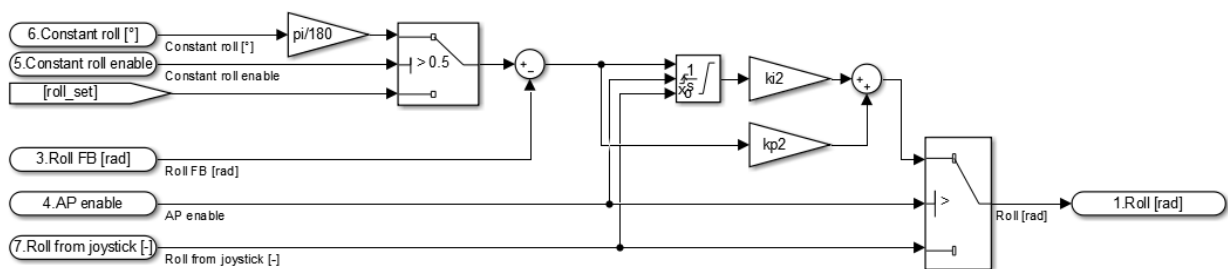 6.Constant roll [°]
Constant roll [°]
pi/180
5.Constant roll enable
Constant roll enable
> 0.5
[roll_set]
+
−
1
s
xo
ki2
+
+
kp2
3.Roll FB [rad]
Roll FB [rad]
4.AP enable
AP enable
>
Roll [rad]
1.Roll [rad]
7.Roll from joystick [-]
Roll from joystick [-]